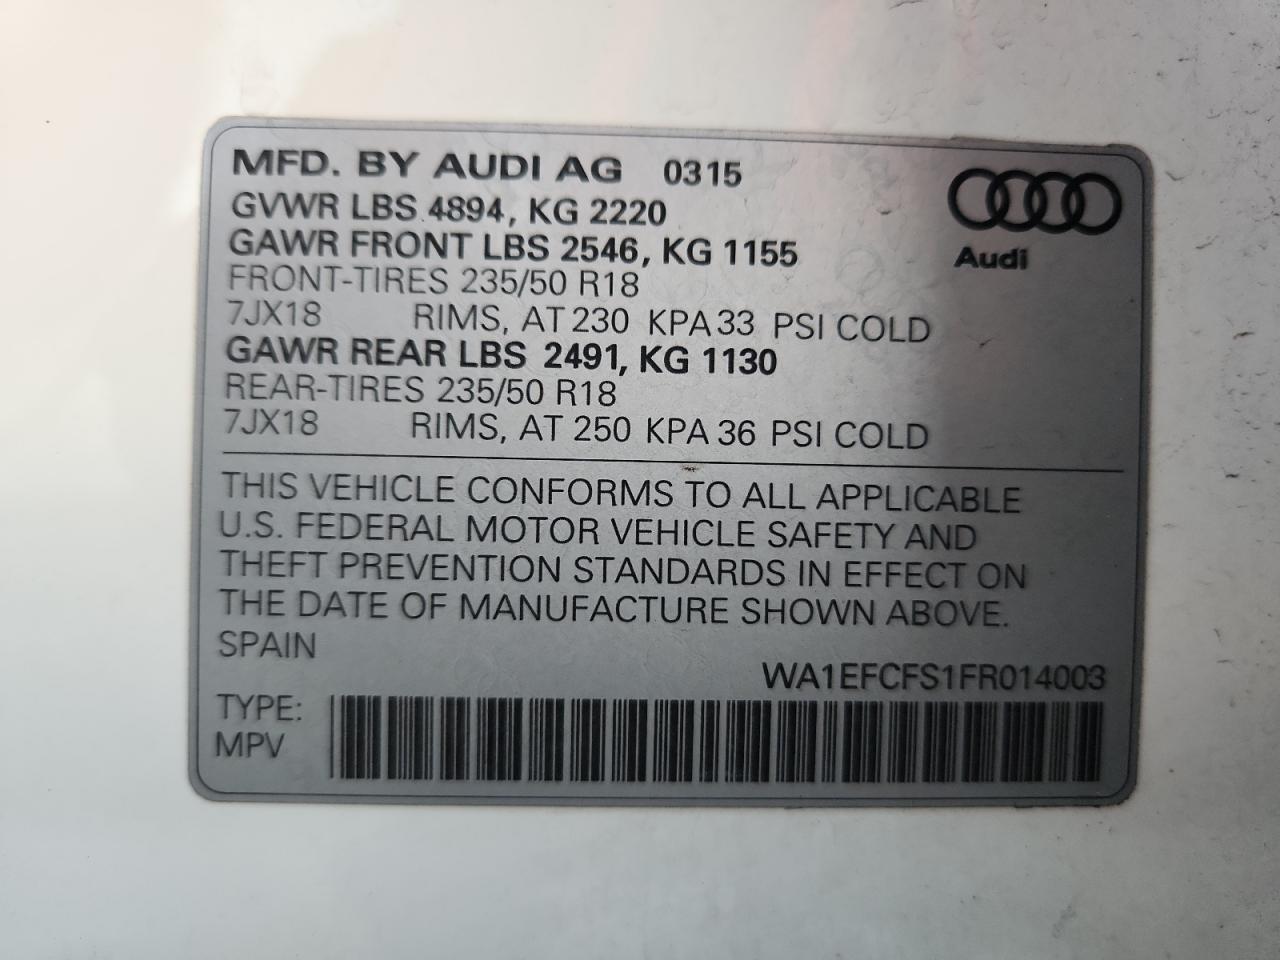 MFD. BY AUDI AG 0315
GVWR LBS 4894, KG 2220
GAWR FRONT LBS 2546, KG 1155
FRONT-TIRES 235/50 R18
7JX18 RIMS, AT 230 KPA 33 PSI COLD
GAWR REAR LBS 2491, KG 1130
REAR-TIRES 235/50 R18
7JX18 RIMS, AT 250 KPA 36 PSI COLD
Audi
THIS VEHICLE CONFORMS TO ALL APPLICABLE
U.S. FEDERAL MOTOR VEHICLE SAFETY AND
THEFT PREVENTION STANDARDS IN EFFECT ON
THE DATE OF MANUFACTURE SHOWN ABOVE.
SPAIN
WA1EFCFS1FR014003
TYPE:
MPV